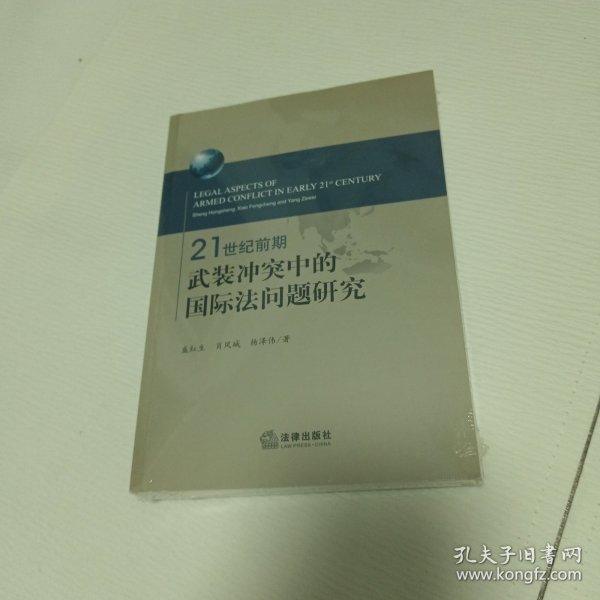 LEGAL ASPECTS OF
ARMED CONFLICT IN EARLY 21st CENTURY
Sheng Hongsheng, Xiao Fengcheng and Yang Zewei
21世纪前期
武装冲突中的
国际法问题研究
盛红生 肖凤城 杨泽伟/著
法律出版社
LAW PRESS·CHINA
孔夫子旧书网
www.kongfz.com